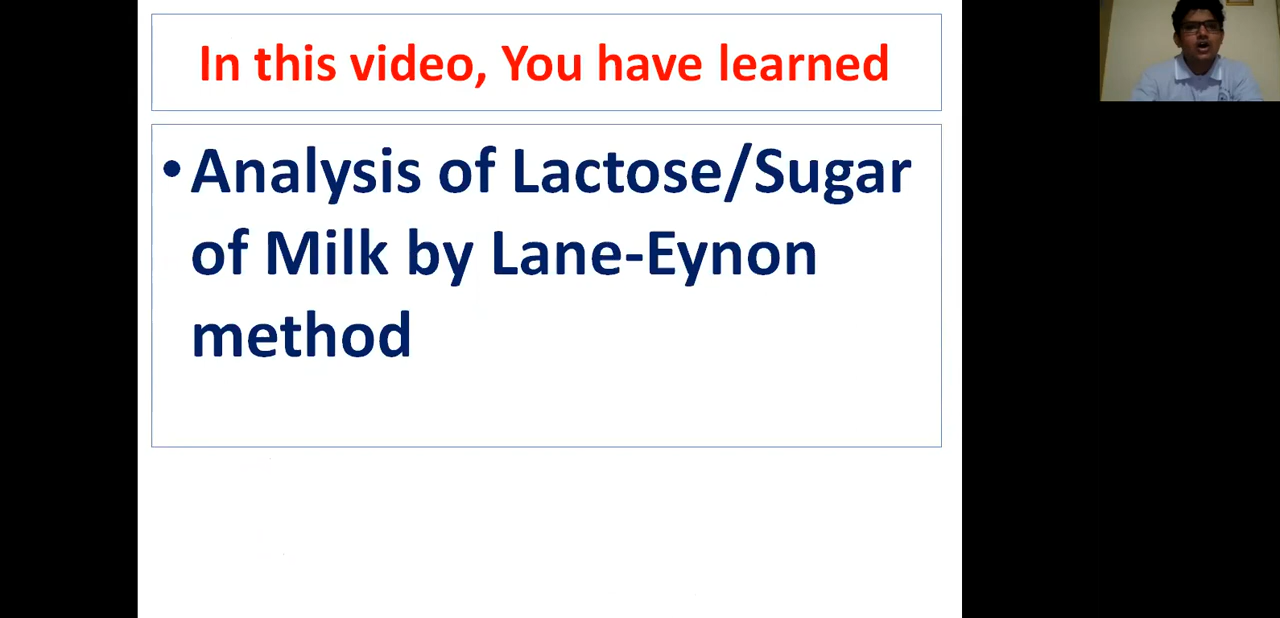 In this video, You have learned
•Analysis of Lactose/Sugar
of Milk by Lane-Eynon
method